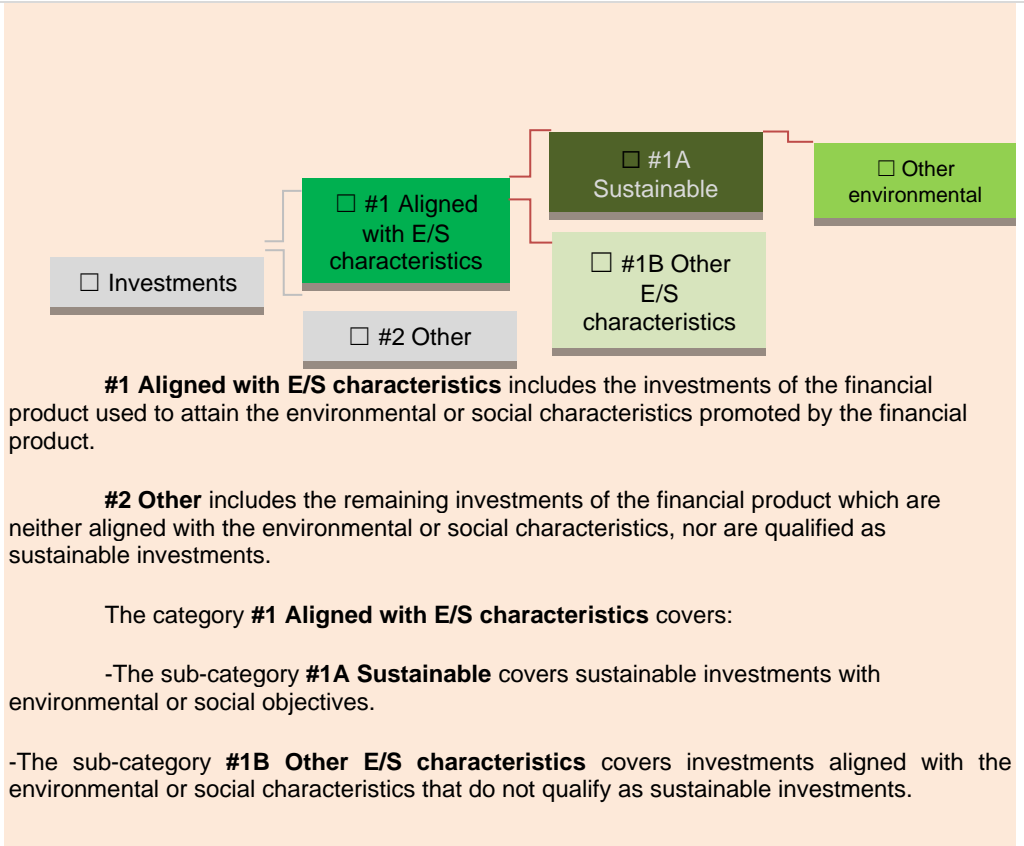 ☐ #1A
Sustainable
☐ Other
environmental
☐ #1 Aligned
with E/S
characteristics
☐ #1B Other
E/S
characteristics
☐ Investments
☐ #2 Other
#1 Aligned with E/S characteristics includes the investments of the financial
product used to attain the environmental or social characteristics promoted by the financial
product.
#2 Other includes the remaining investments of the financial product which are
neither aligned with the environmental or social characteristics, nor are qualified as
sustainable investments.
The category #1 Aligned with E/S characteristics covers:
-The sub-category #1A Sustainable covers sustainable investments with
environmental or social objectives.
-The sub-category #1B Other E/S characteristics covers investments aligned with the
environmental or social characteristics that do not qualify as sustainable investments.